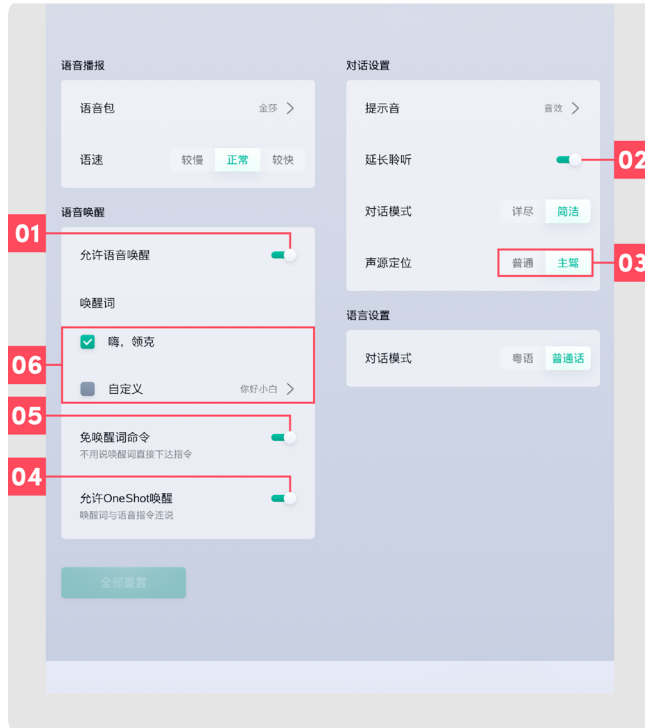 语音播报
语音包 金莎
语速 较慢 正常 较快
语音唤醒
01
允许语音唤醒
唤醒词
06
嗨，领克
自定义 你好小白
05
免唤醒词命令
不用说唤醒词直接下达指令
04
允许OneShot唤醒
唤醒词与语音指令连说
全部重置
对话设置
提示音 音效
延长聆听
02
对话模式 详尽 简洁
声源定位 普通 主驾
03
语言设置
对话模式 粤语 普通话